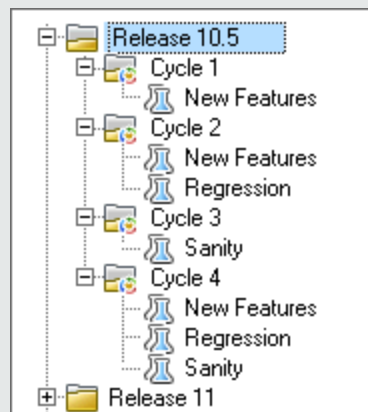 Release 10.5
Cycle 1
New Features
Cycle 2
New Features
Regression
Cycle 3
Sanity
Cycle 4
New Features
Regression
Sanity
Release 11